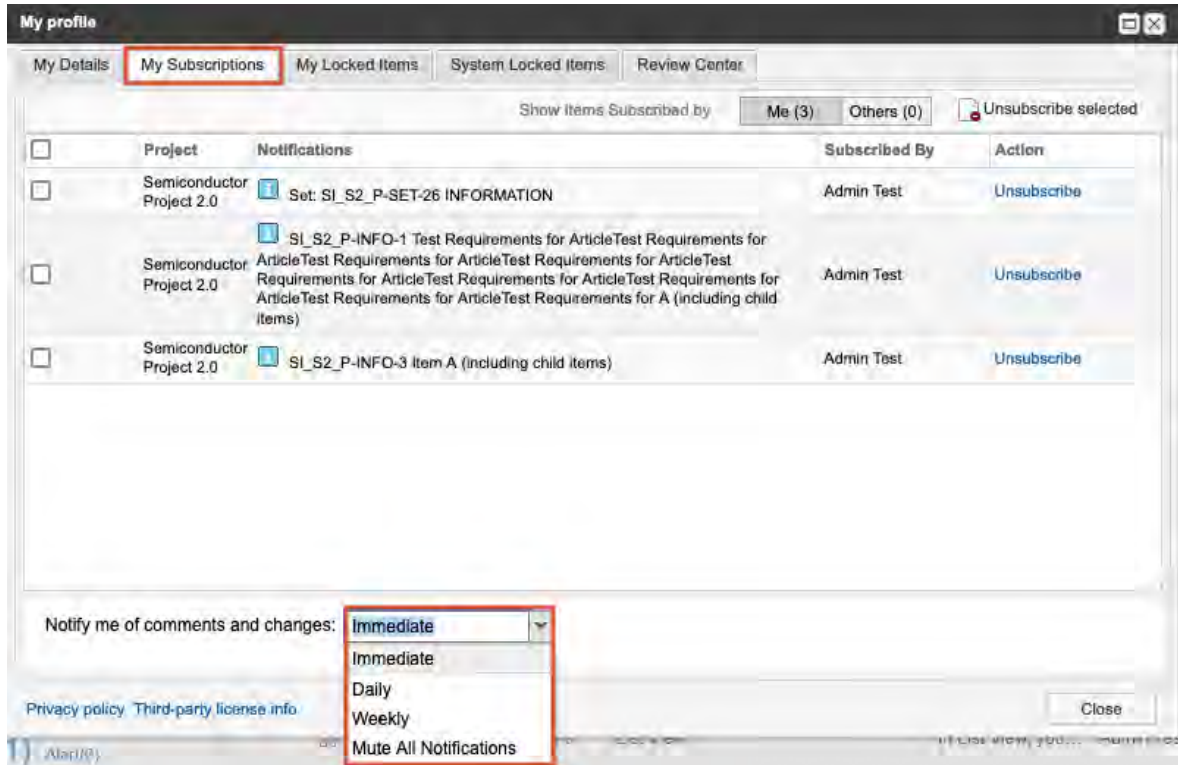 My profile
My Details My Subscriptions My Locked Items System Locked Items Review Center
Show Items Subscribed by Me (3) Others (0) Unsubscribe selected
Project Notifications Subscribed By Action
Semiconductor Project 2.0 Set: SI_S2_P-SET-26 INFORMATION Admin Test Unsubscribe
SI_S2_P-INFO-1 Test Requirements for ArticleTest Requirements for
ArticleTest Requirements for ArticleTest Requirements for ArticleTest
Semiconductor Project 2.0 Requirements for ArticleTest Requirements for ArticleTest Requirements for Admin Test Unsubscribe
ArticleTest Requirements for ArticleTest Requirements for A (including child
items)
Semiconductor Project 2.0 SI_S2_P-INFO-3 Item A (including child items) Admin Test Unsubscribe
Notify me of comments and changes: Immediate
Immediate
Daily
Weekly
Mute All Notifications
Privacy policy Third-party license info Close